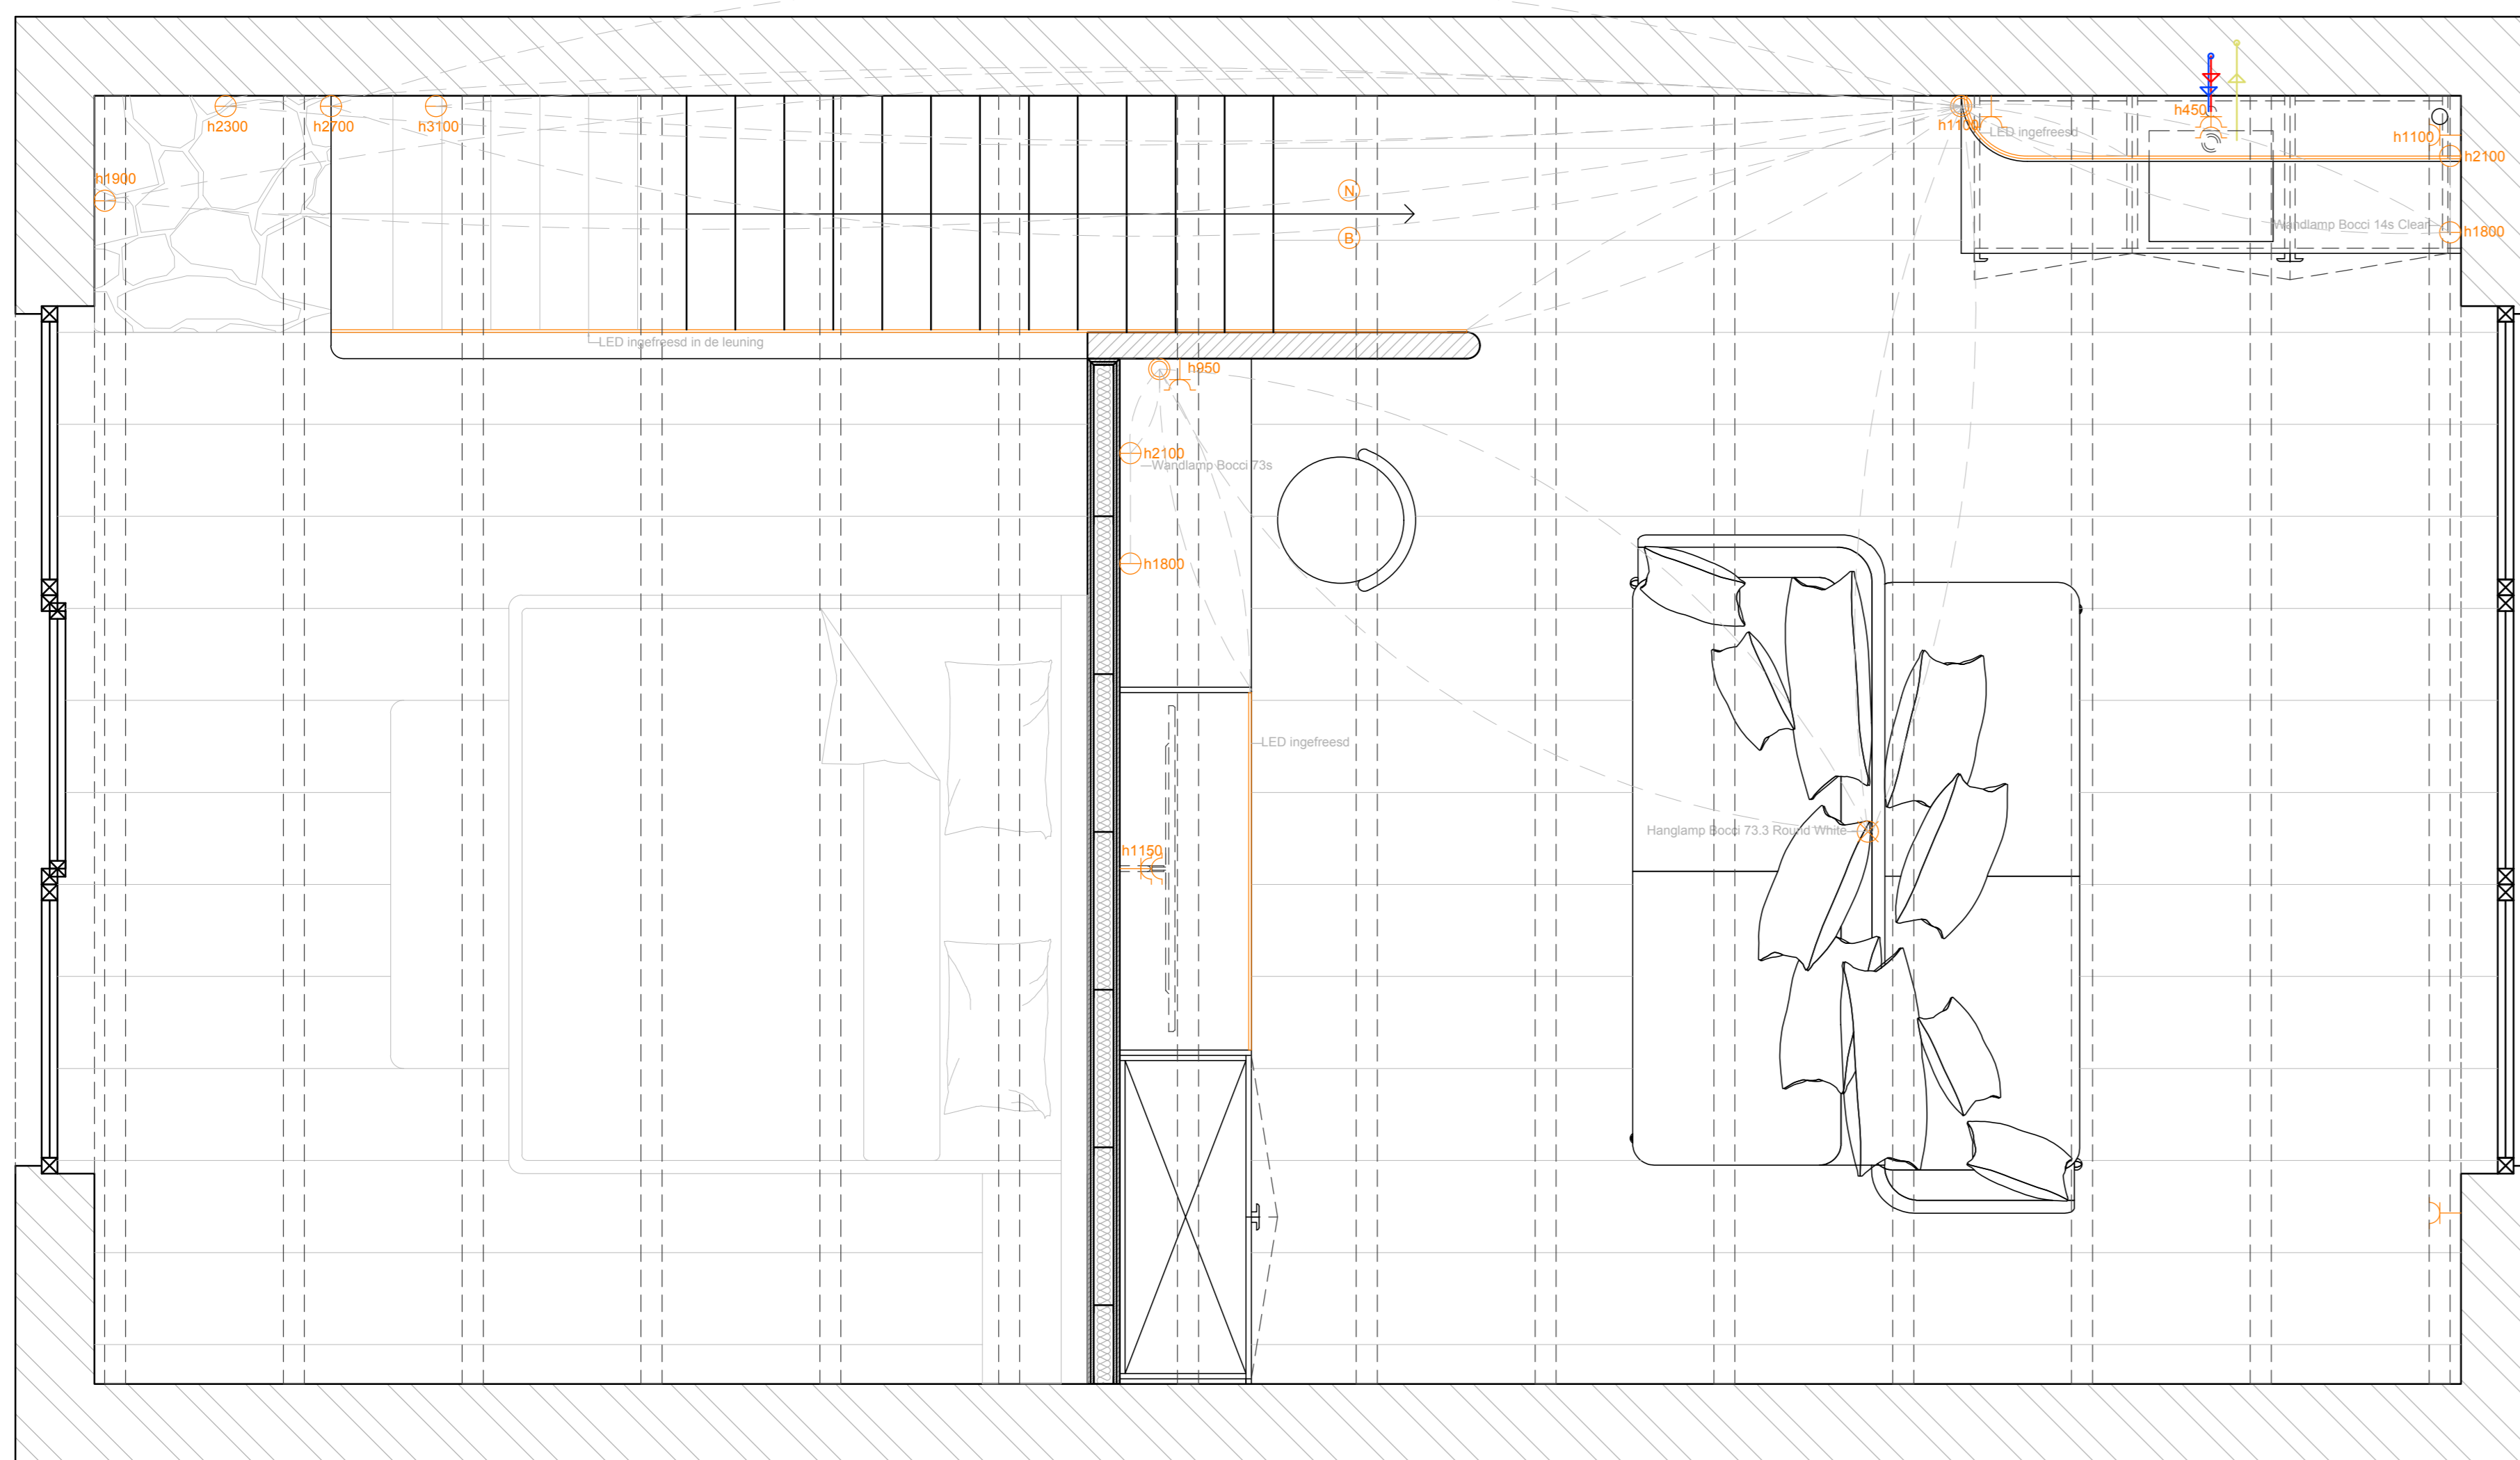 h2300
h2700
h3100
h1100
LED ingefreesd
h450
h1100
h2100
h1900
N
B
Wandlamp Bocci 14s Clear
h1800
LED ingefreesd in de leuning
h950
h2100
Wandlamp Bocci 73s
h1800
LED ingefreesd
Hanglamp Bocci 73.3 Round White
h1150